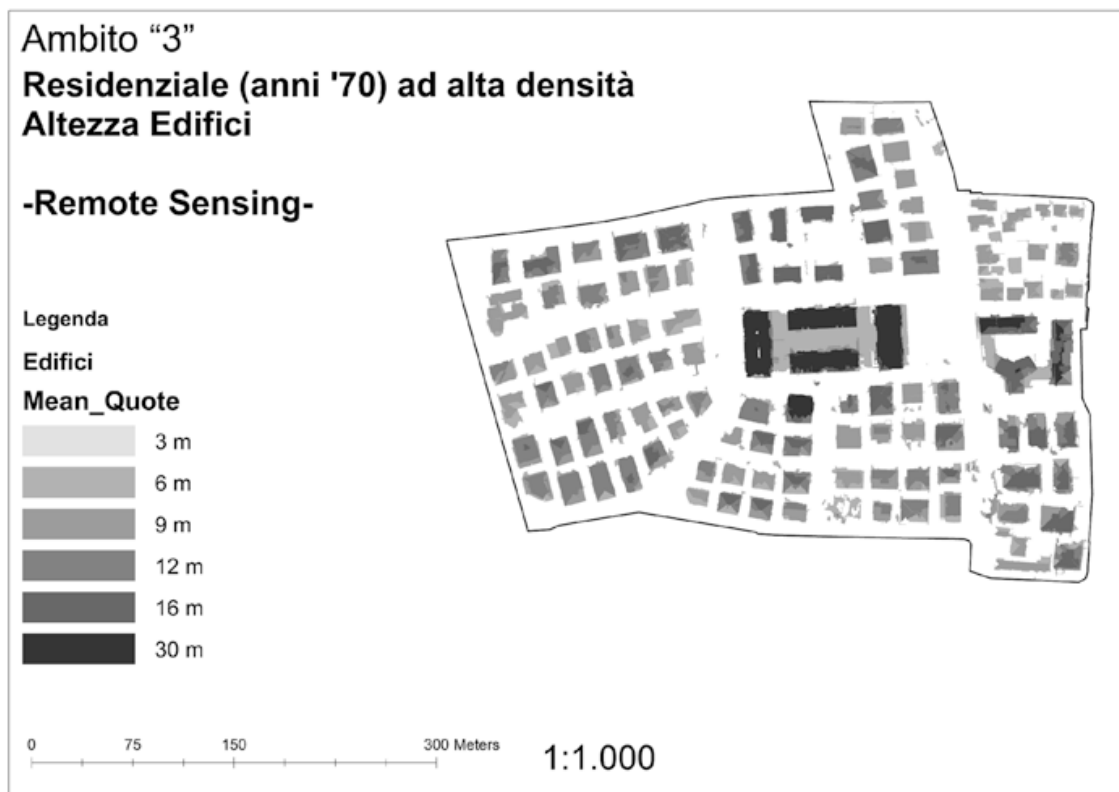 Ambito “3”
Residenziale (anni '70) ad alta densità
Altezza Edifici
-Remote Sensing-
Legenda
Edifici
Mean_Quote
3 m
6 m
9 m
12 m
16 m
30 m
0 75 150 300 Meters
1:1.000